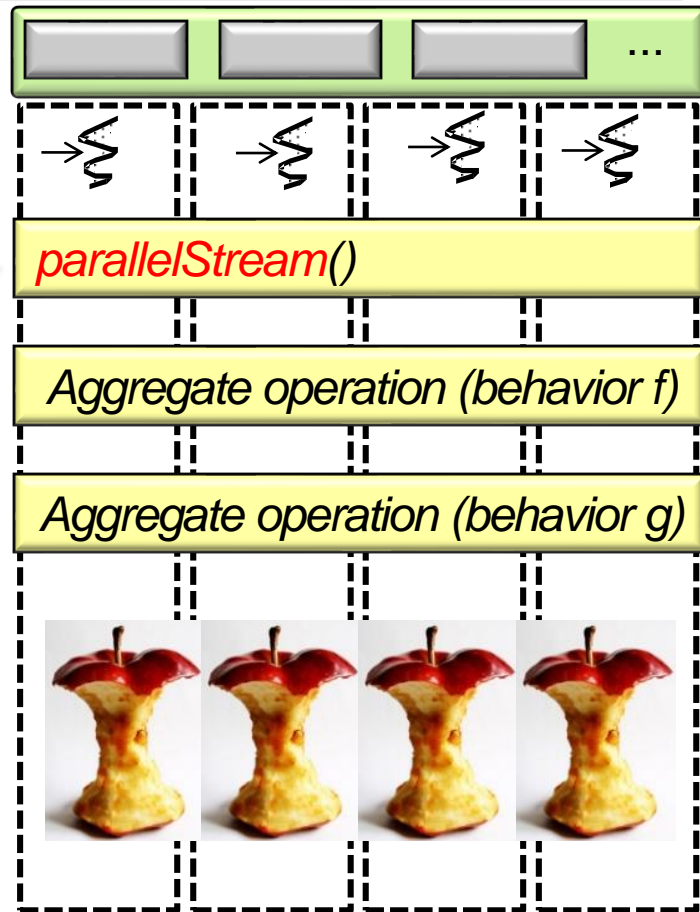 ...
parallelStream()
Aggregate operation (behavior f)
Aggregate operation (behavior g)